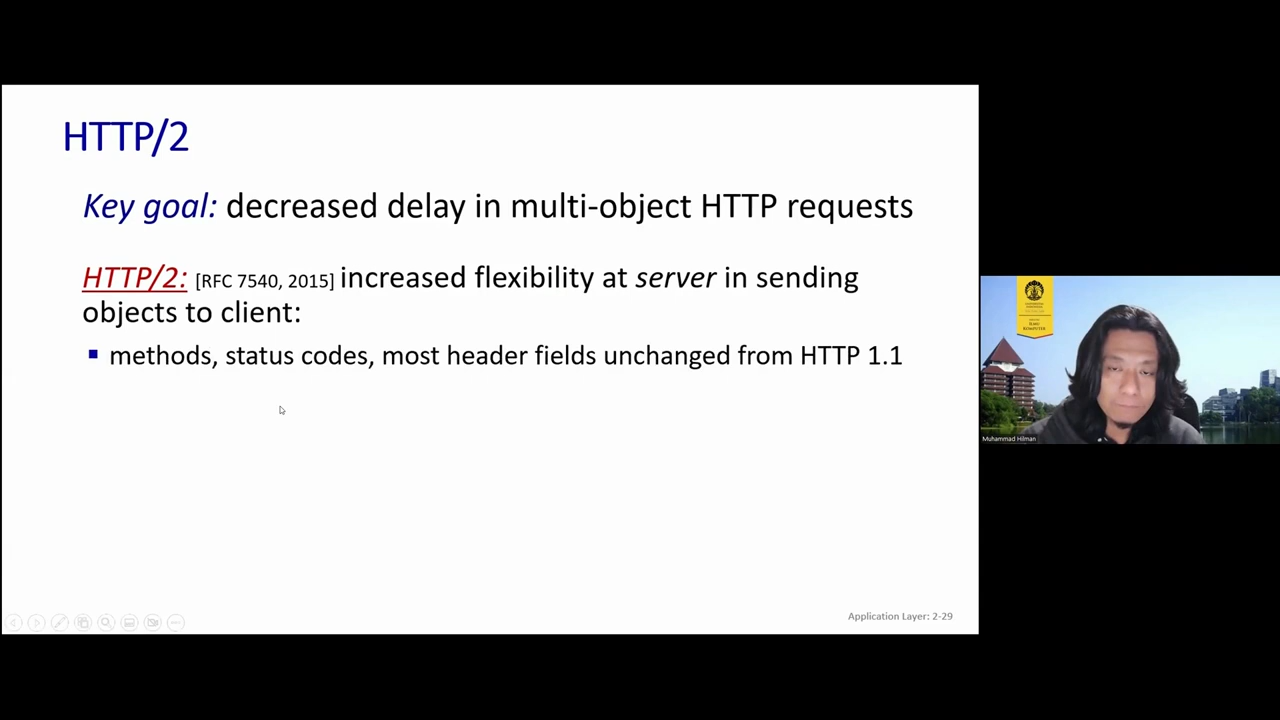 HTTP/2
Key goal: decreased delay in multi-object HTTP requests
HTTP/2: [RFC 7540, 2015] increased flexibility at server in sending
objects to client:
methods, status codes, most header fields unchanged from HTTP 1.1
Application Layer: 2-29
ILMU
KOMPUTER
Muhammad Hilman